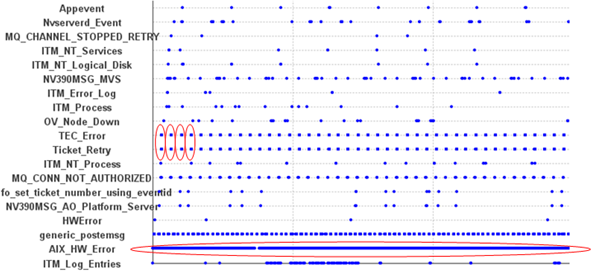 Appevent
Nvserverd_Event
MQ_CHANNEL_STOPPED_RETRY
ITM_NT_Services
ITM_NT_Logical_Disk
NV390MSG_MVS
ITM_Error_Log
ITM_Process
OV_Node_Down
TEC_Error
Ticket_Retry
ITM_NT_Process
MQ_CONN_NOT_AUTHORIZED
fo_set_ticket_number_using_eventid
NV390MSG_AO_Platform_Server
HWError
generic_postemsg
AIX_HW_Error
ITM_Log_Entries